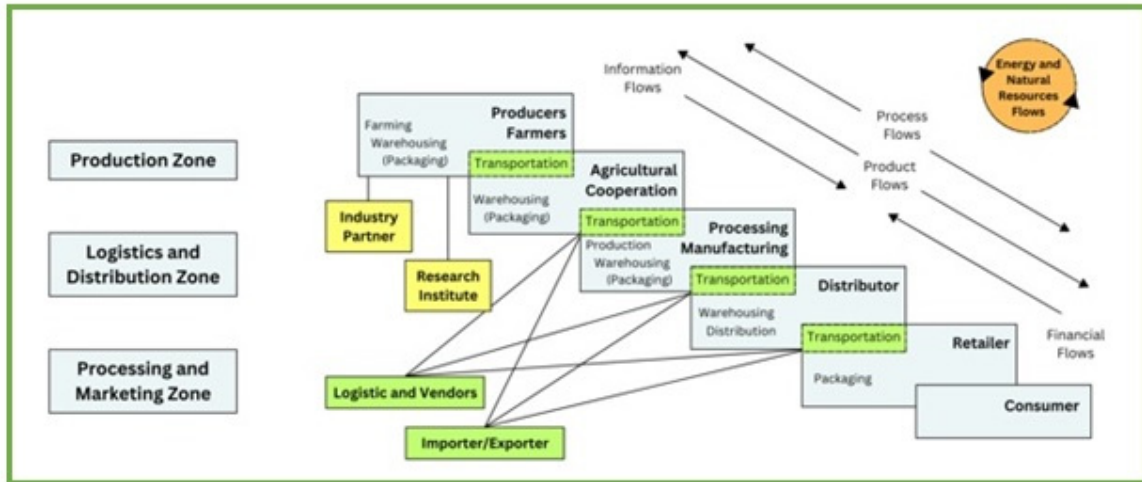 Production Zone
Logistics and
Distribution Zone
Processing and
Marketing Zone
Producers
Farmers
Farming
Warehousing
(Packaging)
Transportation
Agricultural
Cooperation
Warehousing
(Packaging)
Transportation
Processing
Manufacturing
Production
Warehousing
(Packaging)
Transportation
Distributor
Warehousing
Distribution
Transportation
Retailer
Packaging
Consumer
Industry
Partner
Research
Institute
Logistic and Vendors
Importer/Exporter
Information
Flows
Process
Flows
Product
Flows
Financial
Flows
Energy and
Natural
Resources
Flows